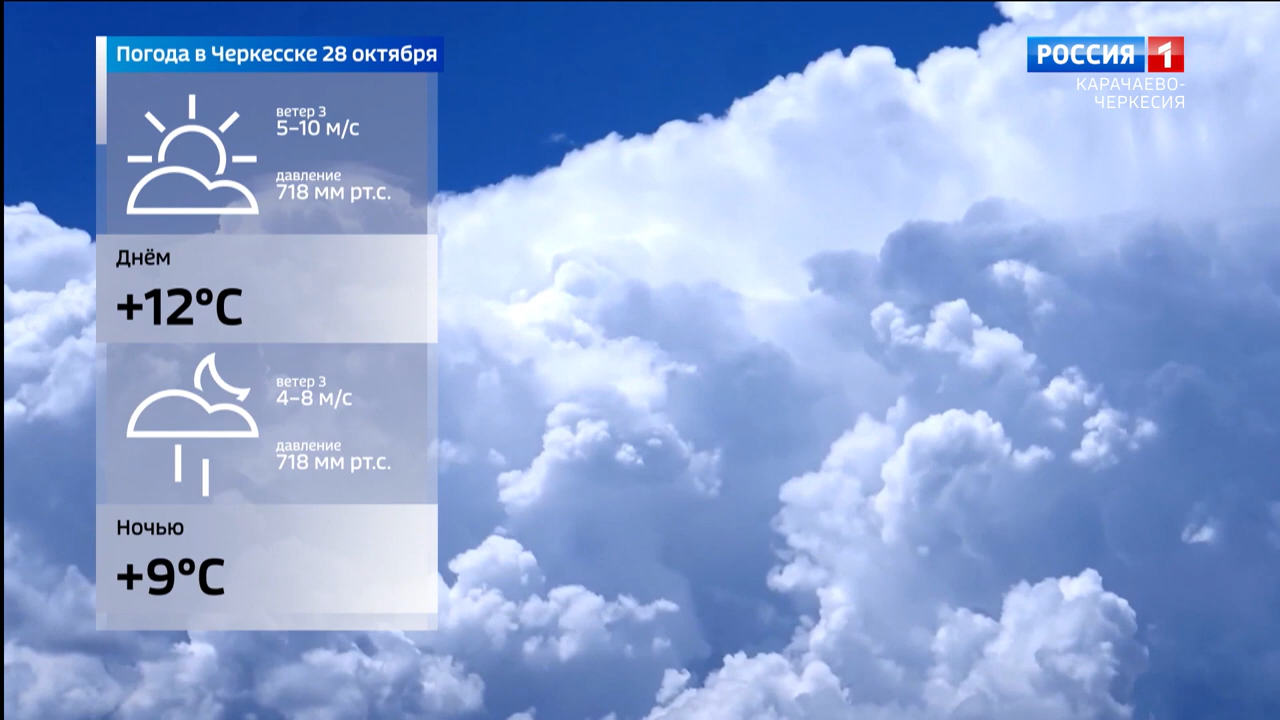 Погода в Черкесске 28 октября
РОССИЯ 1
КАРАЧАЕВО-
ЧЕРКЕСИЯ
ветер З
5–10 м/с
давление
718 мм рт.с.
Днём
+12°C
ветер З
4–8 м/с
давление
718 мм рт.с.
Ночью
+9°C